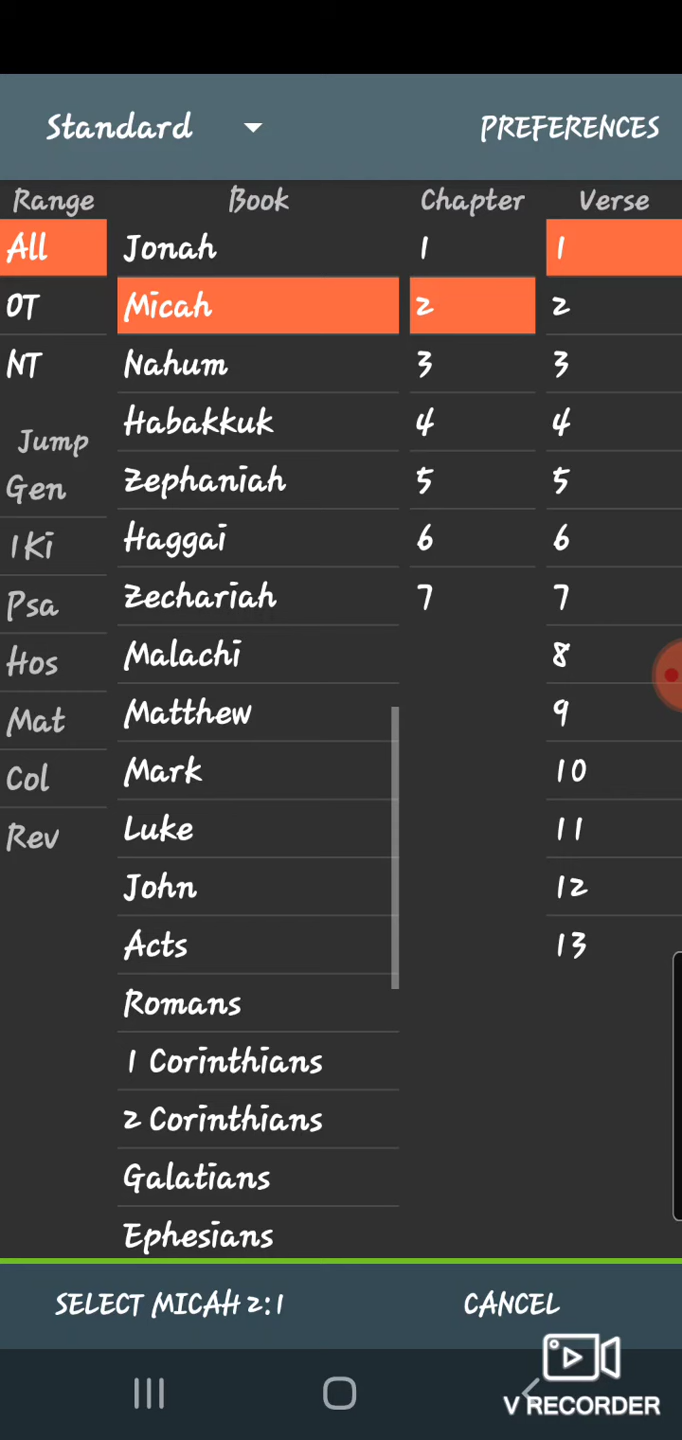 Standard PREFERENCES
Range Book Chapter Verse
All Jonah 1 1
OT Micah 2 2
NT Nahum 3 3
Habakkuk 4 4
Jump
Gen Zephaniah 5 5
1 Ki Haggai 6 6
Psa Zechariah 7 7
Hos Malachi 8
Mat Matthew 9
Col Mark 10
Rev Luke 11
John 12
Acts 13
Romans
1 Corinthians
2 Corinthians
Galatians
Ephesians
SELECT MICAH 2:1 CANCEL
V RECORDER